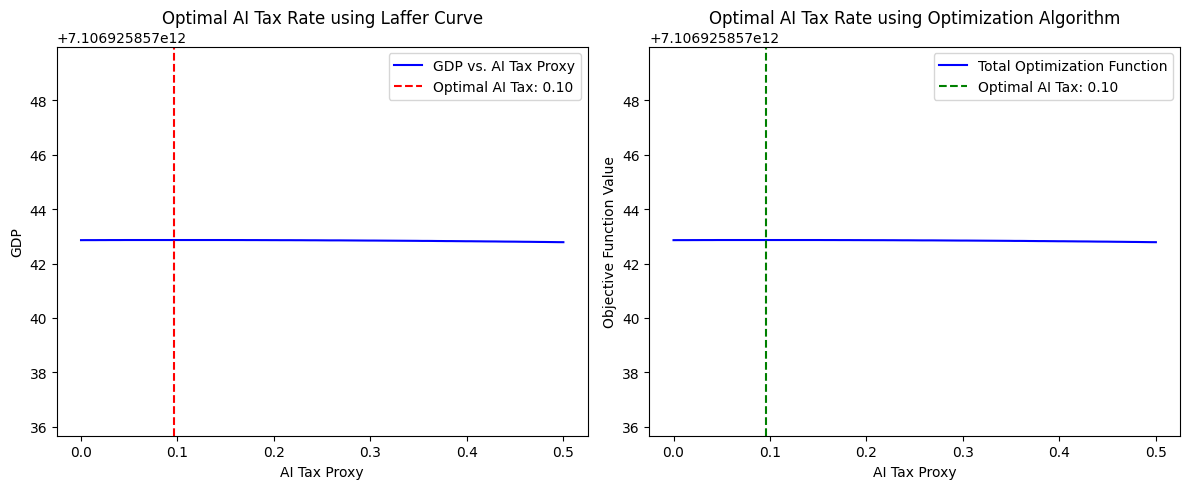 Optimal AI Tax Rate using Laffer Curve
+7.106925857e12
GDP vs. AI Tax Proxy
Optimal AI Tax: 0.10
48
46
44
42
40
38
36
GDP
0.0 0.1 0.2 0.3 0.4 0.5
AI Tax Proxy
Optimal AI Tax Rate using Optimization Algorithm
+7.106925857e12
Total Optimization Function
Optimal AI Tax: 0.10
48
46
44
42
40
38
36
Objective Function Value
0.0 0.1 0.2 0.3 0.4 0.5
AI Tax Proxy